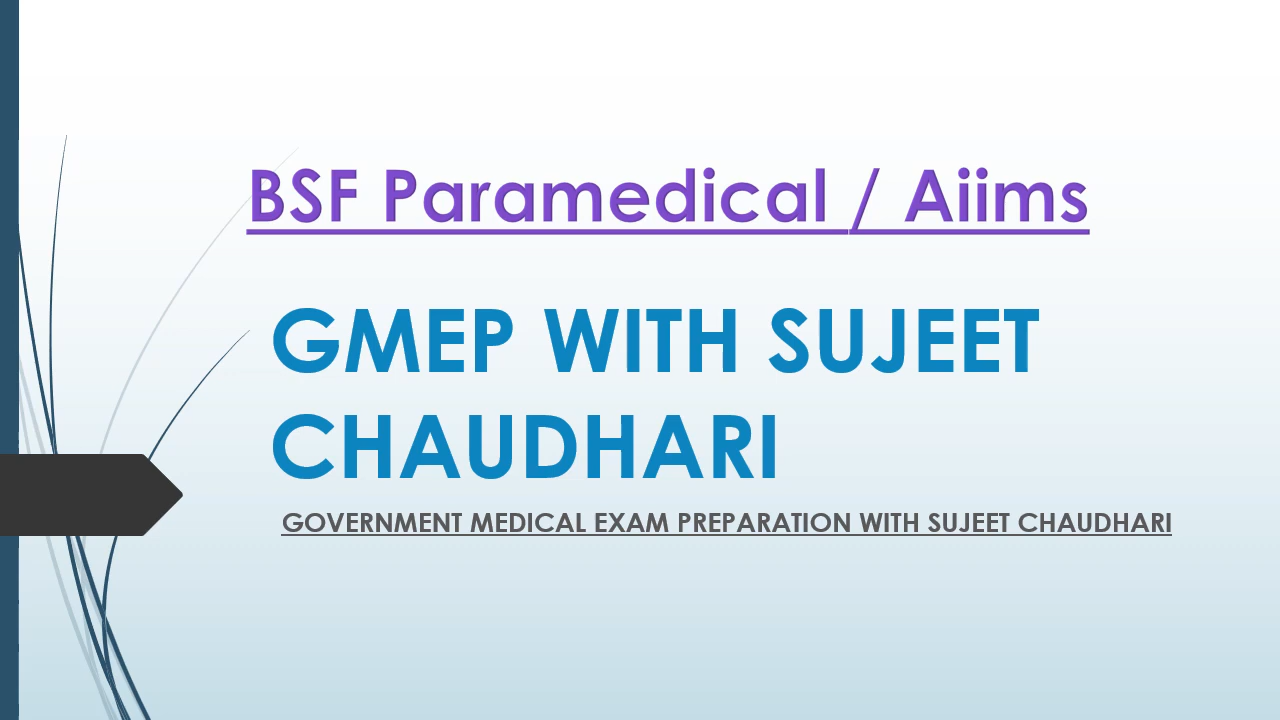 BSF Paramedical / Aiims
GMEP WITH SUJEET
CHAUDHARI
GOVERNMENT MEDICAL EXAM PREPARATION WITH SUJEET CHAUDHARI